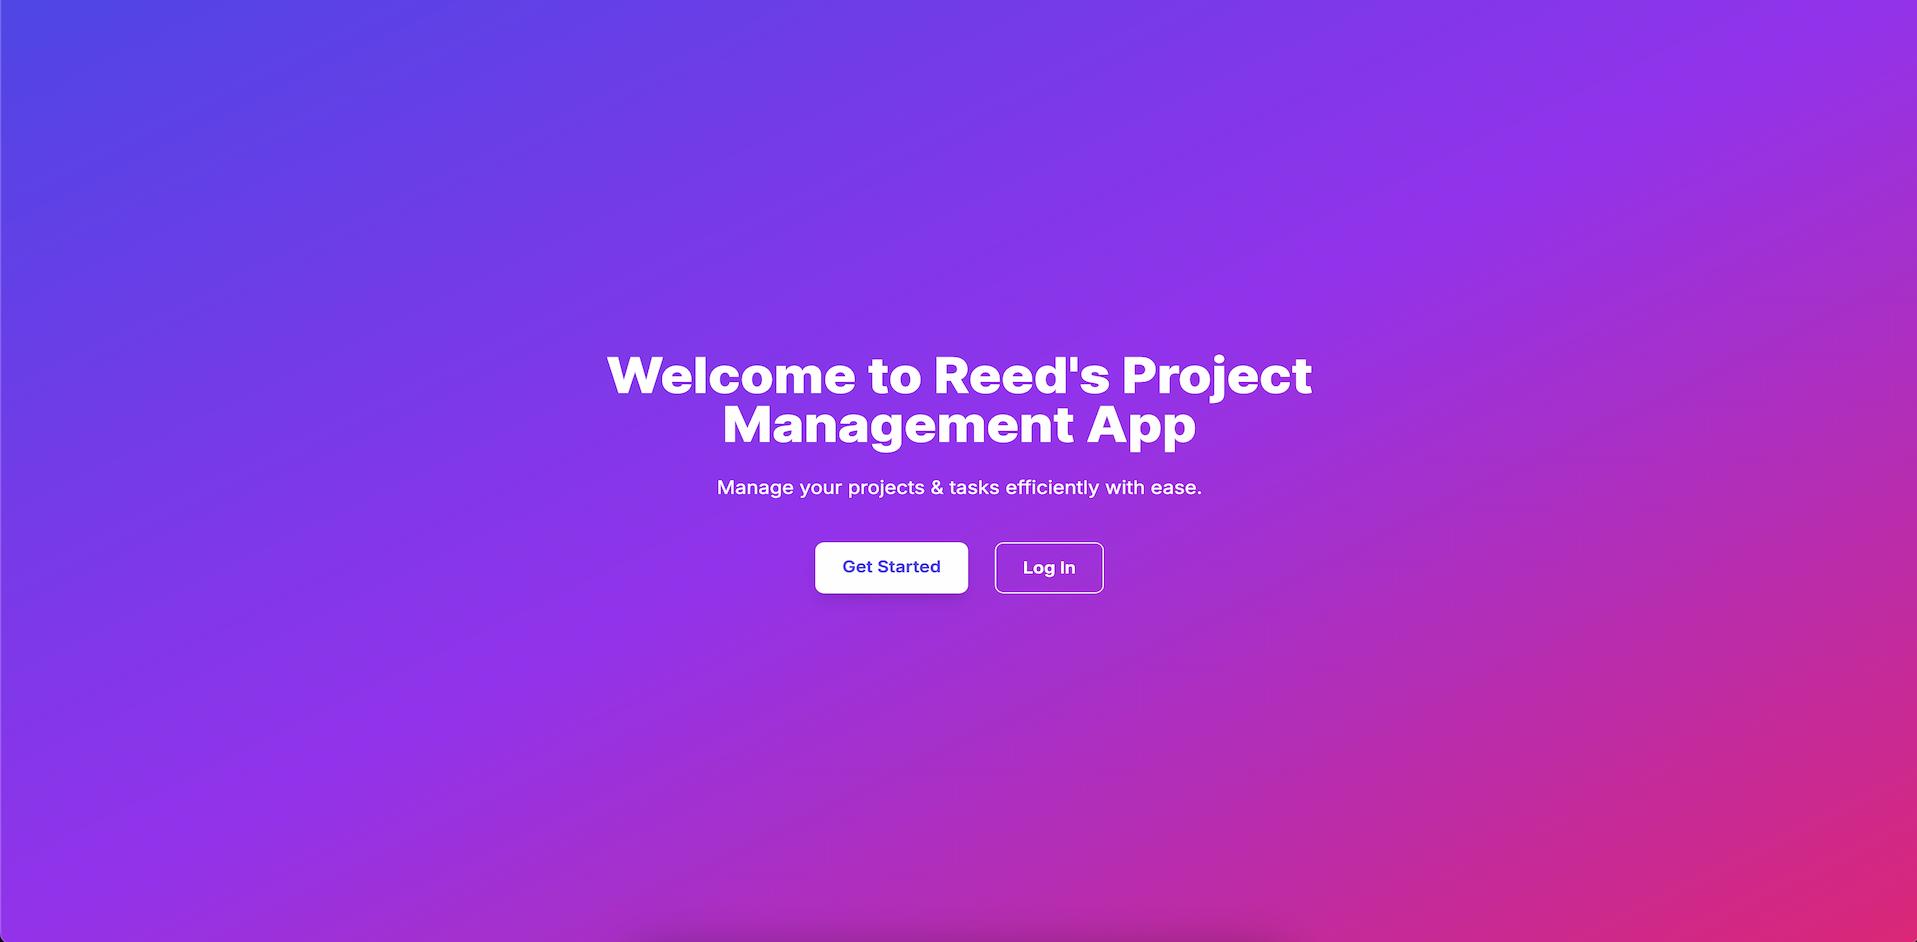 Welcome to Reed's Project
Management App
Manage your projects & tasks efficiently with ease.
Get Started
Log In